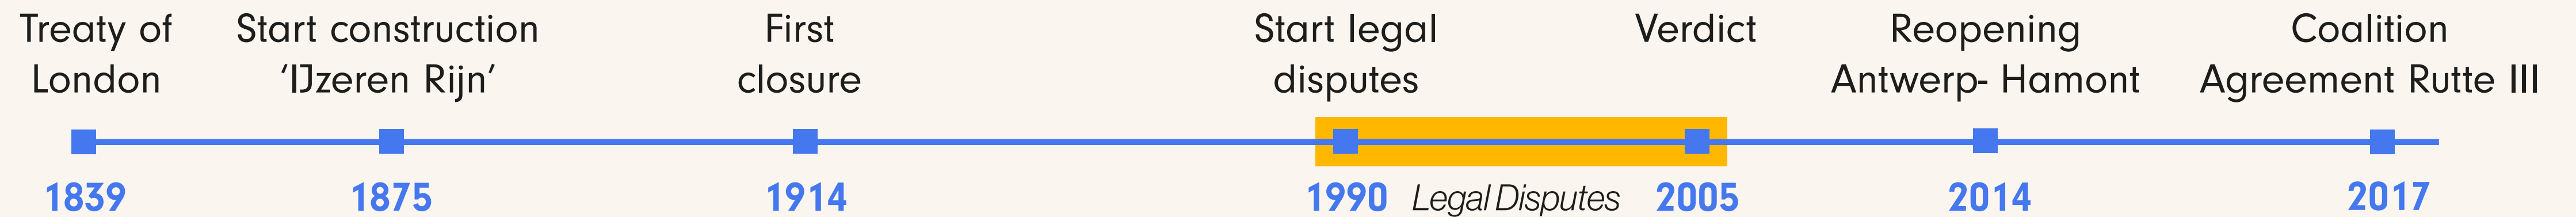 Treaty of
London
1839
Start construction
‘IJzeren Rijn’
1875
First
closure
1914
Start legal
disputes
1990
Legal Disputes
Verdict
2005
Reopening
Antwerp- Hamont
2014
Coalition
Agreement Rutte III
2017